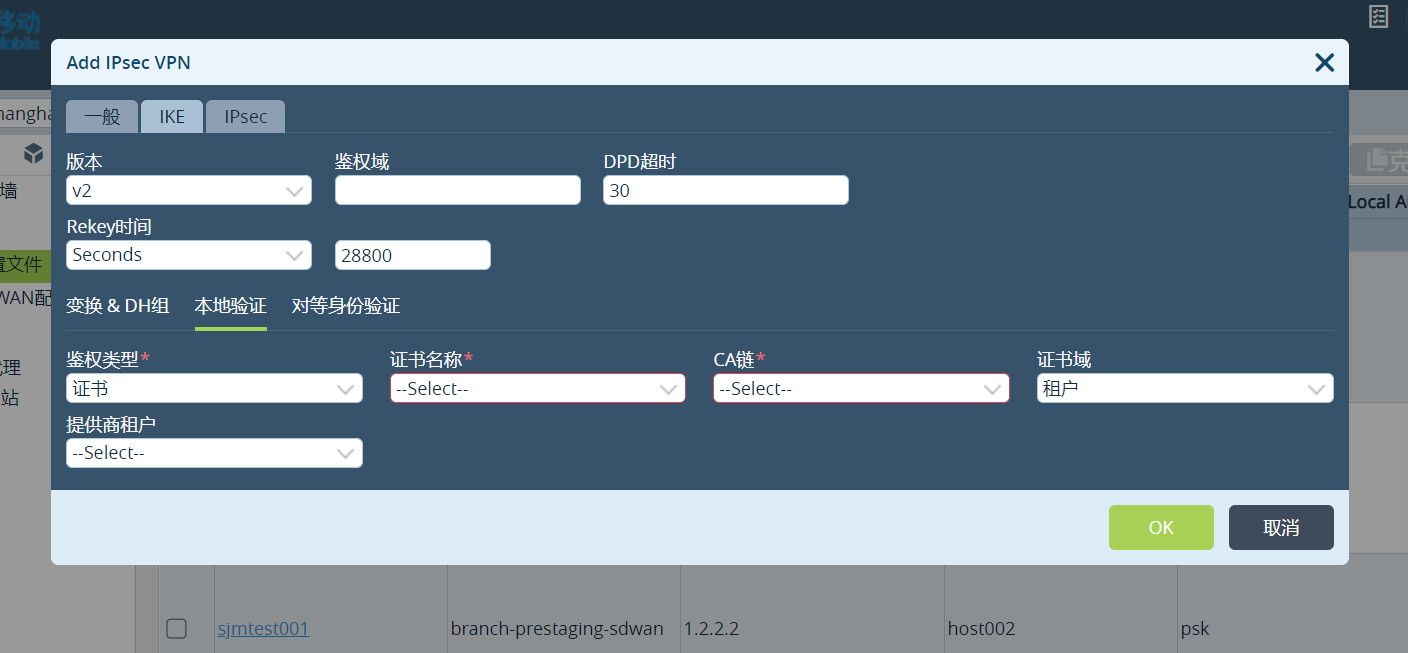 移动
Mobile
Add IPsec VPN
一般 IKE IPsec
版本 鉴权域 DPD超时
v2 30
Rekey时间
Seconds 28800
变换 & DH组 本地验证 对等身份验证
鉴权类型* 证书名称* CA链* 证书域
证书 --Select-- --Select-- 租户
提供商租户
--Select--
OK 取消
墙
克
Local A
置文件
WAN配
理
站
sjmtest001 branch-prestaging-sdwan 1.2.2.2 host002 psk